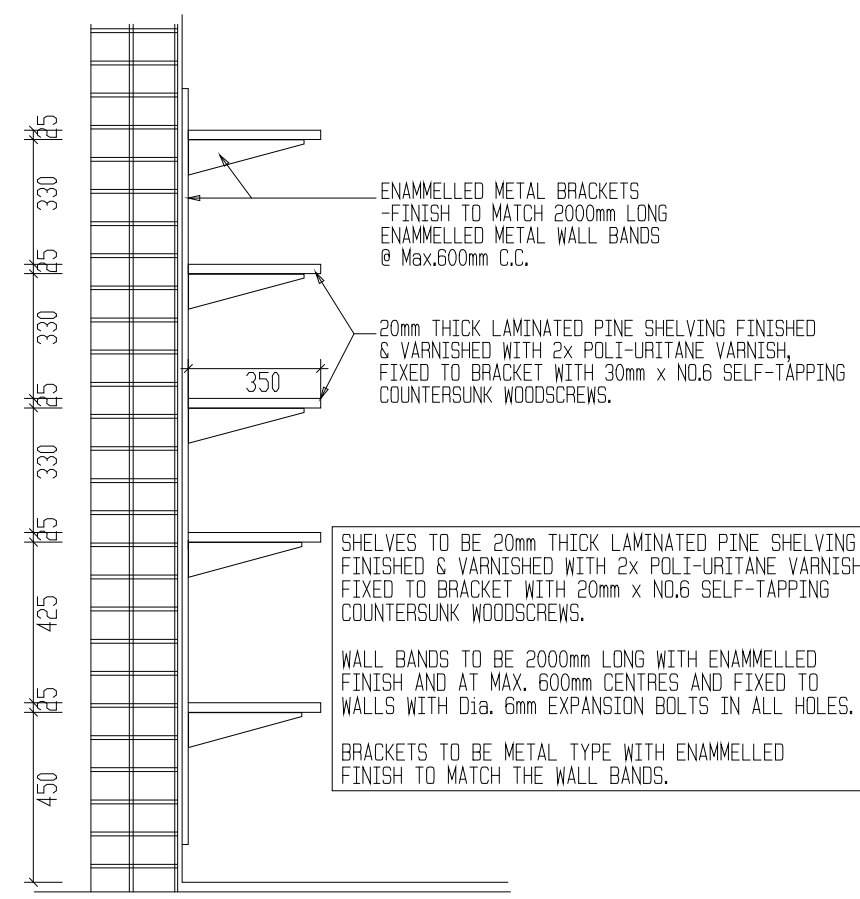 25
330
25
330
25
330
25
425
25
450
350
ENAMMELLED METAL BRACKETS
-FINISH TO MATCH 2000mm LONG
ENAMMELLED METAL WALL BANDS
@ Max.600mm C.C.
20mm THICK LAMINATED PINE SHELVING FINISHED
& VARNISHED WITH 2x POLI-URITANE VARNISH,
FIXED TO BRACKET WITH 30mm x NO.6 SELF-TAPPING
COUNTERSUNK WOODSCREWS.
SHELVES TO BE 20mm THICK LAMINATED PINE SHELVING
FINISHED & VARNISHED WITH 2x POLI-URITANE VARNISH
FIXED TO BRACKET WITH 20mm x NO.6 SELF-TAPPING
COUNTERSUNK WOODSCREWS.
WALL BANDS TO BE 2000mm LONG WITH ENAMMELLED
FINISH AND AT MAX. 600mm CENTRES AND FIXED TO
WALLS WITH Dia. 6mm EXPANSION BOLTS IN ALL HOLES.
BRACKETS TO BE METAL TYPE WITH ENAMMELLED
FINISH TO MATCH THE WALL BANDS.